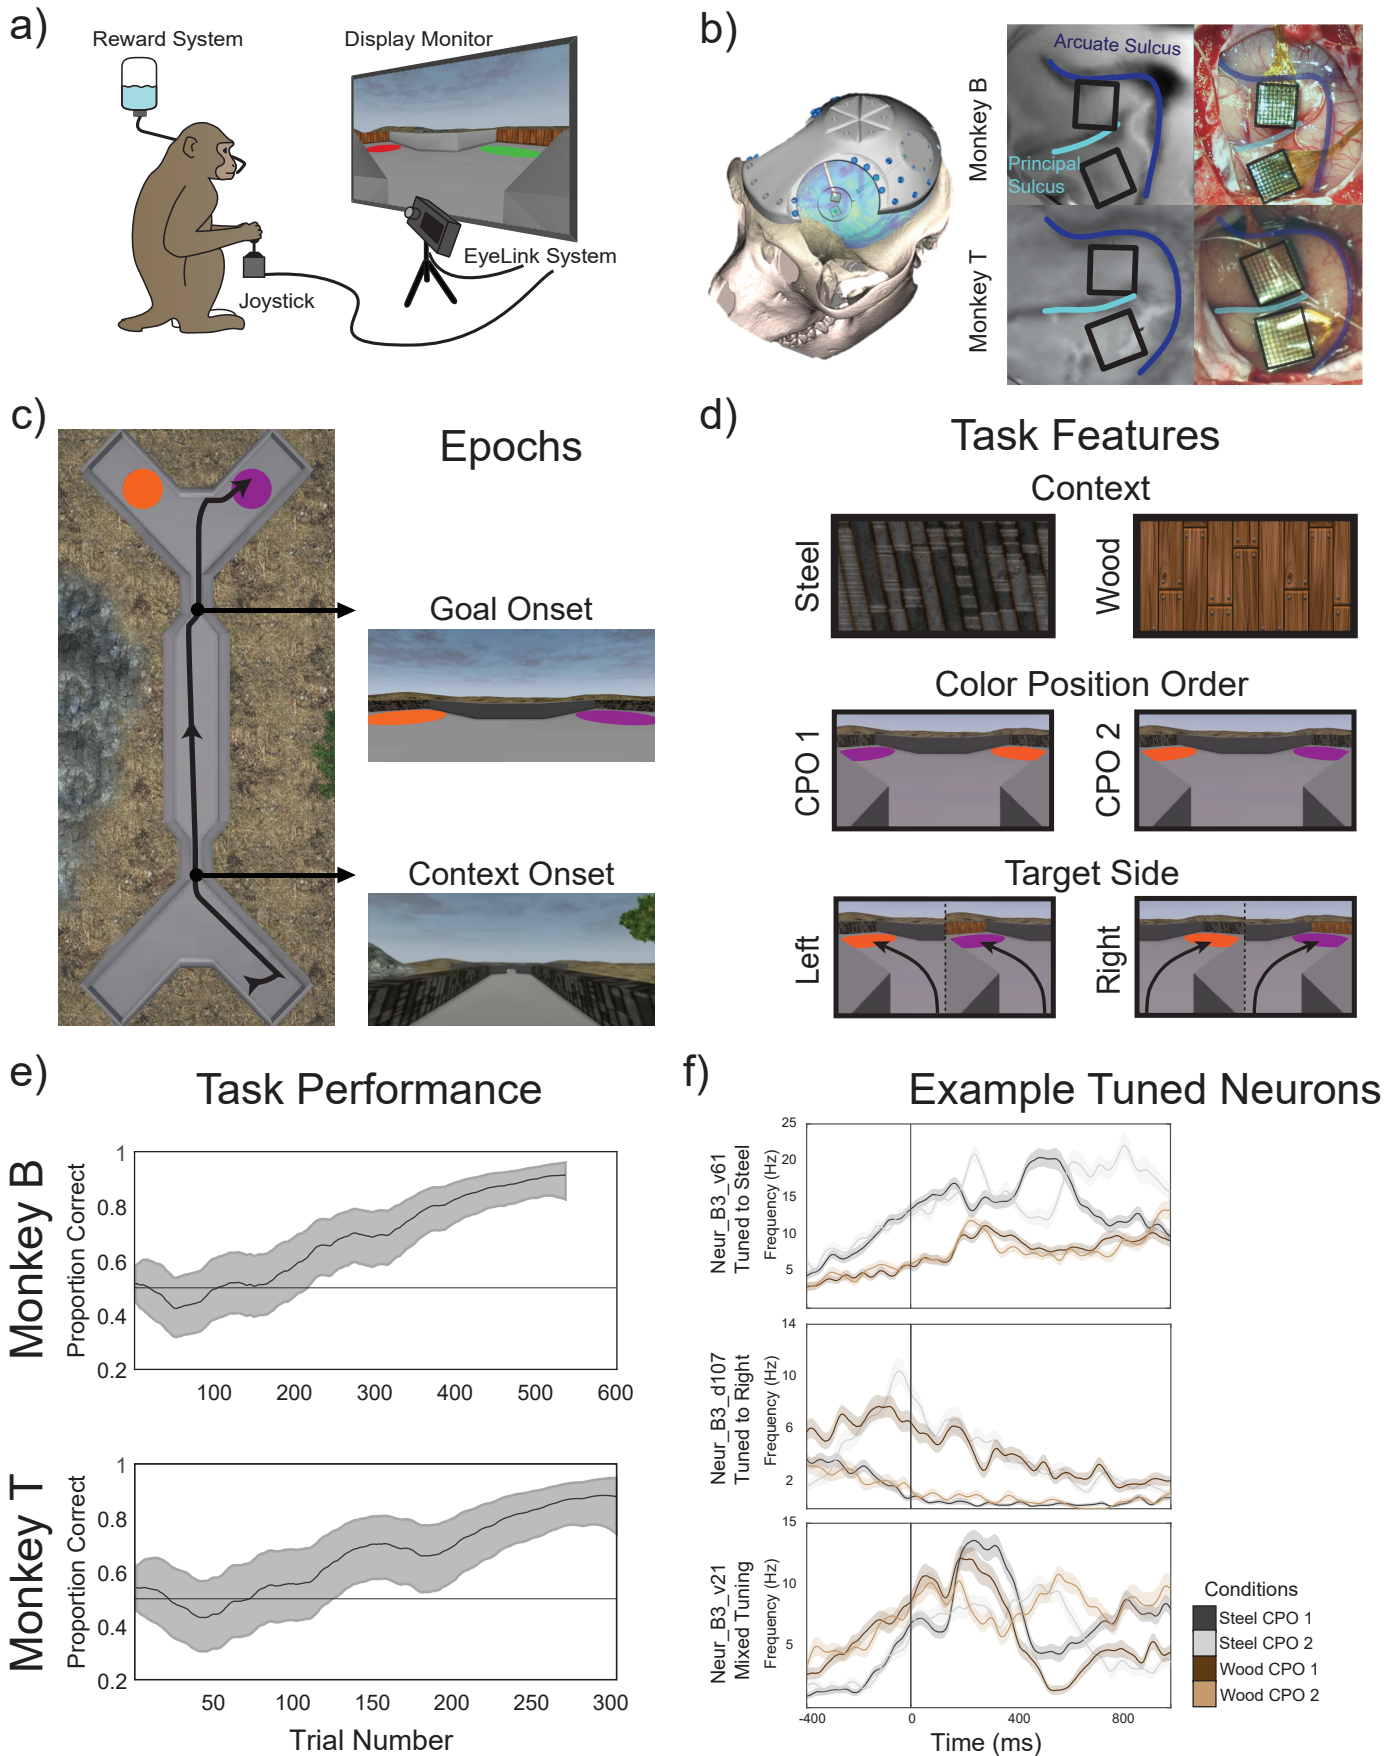 a)
Reward System
Display Monitor
EyeLink System
Joystick
b)
Monkey B
Arcuate Sulcus
Principal
Sulcus
Monkey T
c)
Epochs
Goal Onset
Context Onset
d)
Task Features
Context
Steel
Wood
Color Position Order
CPO 1
CPO 2
Target Side
Left
Right
e)
Task Performance
Monkey B
Proportion Correct
1
0.8
0.6
0.4
0.2
100
200
300
400
500
600
Monkey T
Proportion Correct
1
0.8
0.6
0.4
0.2
50
100
150
200
250
300
Trial Number
f)
Example Tuned Neurons
Neur_B3_v61
Tuned to Steel
Frequency (Hz)
25
20
15
10
5
Neur_B3_d107
Tuned to Right
Frequency (Hz)
14
10
6
2
Neur_B3_v21
Mixed Tuning
Frequency (Hz)
15
10
5
-400
0
400
800
Time (ms)
Conditions
Steel CPO 1
Steel CPO 2
Wood CPO 1
Wood CPO 2